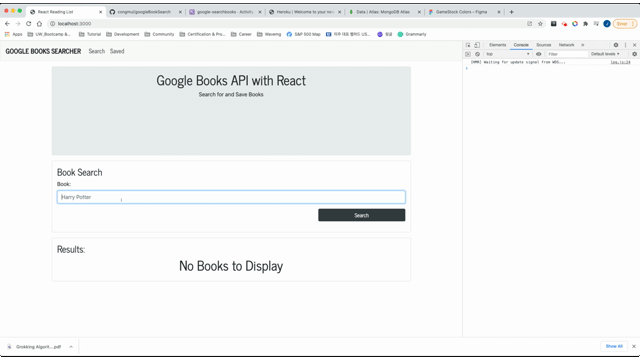 React Reading List
congmul/googleBookSearch
google-searchbooks · Activit
Heroku | Welcome to your ne
Data | Atlas: MongoDB Atlas
GameStock Colors – Figma
localhost:3000
Error
Apps
UW_Bootcamp &...
Tutorial
Development
Community
Certification & Pro...
Career
Waveng
S&P 500 Map
Grammarly
GOOGLE BOOKS SEARCHER
Search
Saved
Elements
Console
Sources
Network
top
Filter
Default levels
[HMR] Waiting for update signal from WDS...
log.js:24
Google Books API with React
Search for and Save Books
Book Search
Book:
Harry Potter
Search
Results:
No Books to Display
Grokking Algorit....pdf
Show All